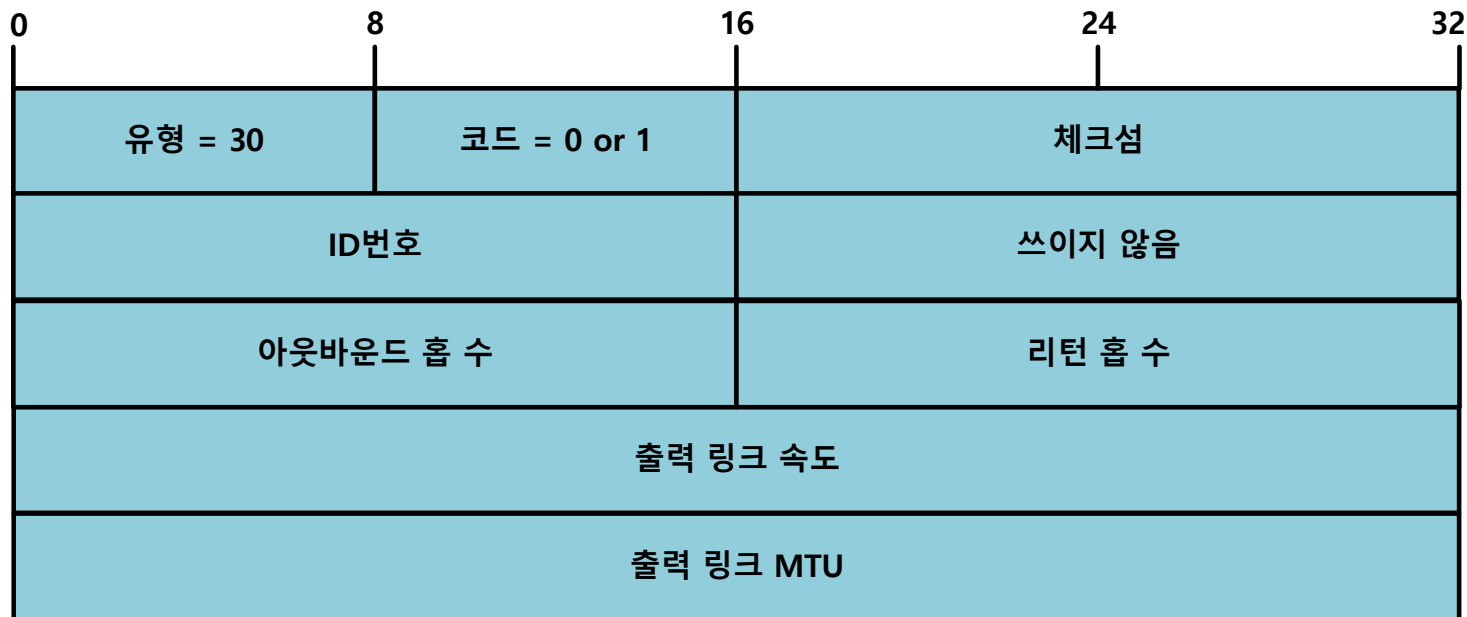 0 8 16 24 32
유형 = 30 코드 = 0 or 1 체크섬
ID번호 쓰이지 않음
아웃바운드 홉 수 리턴 홉 수
출력 링크 속도
출력 링크 MTU